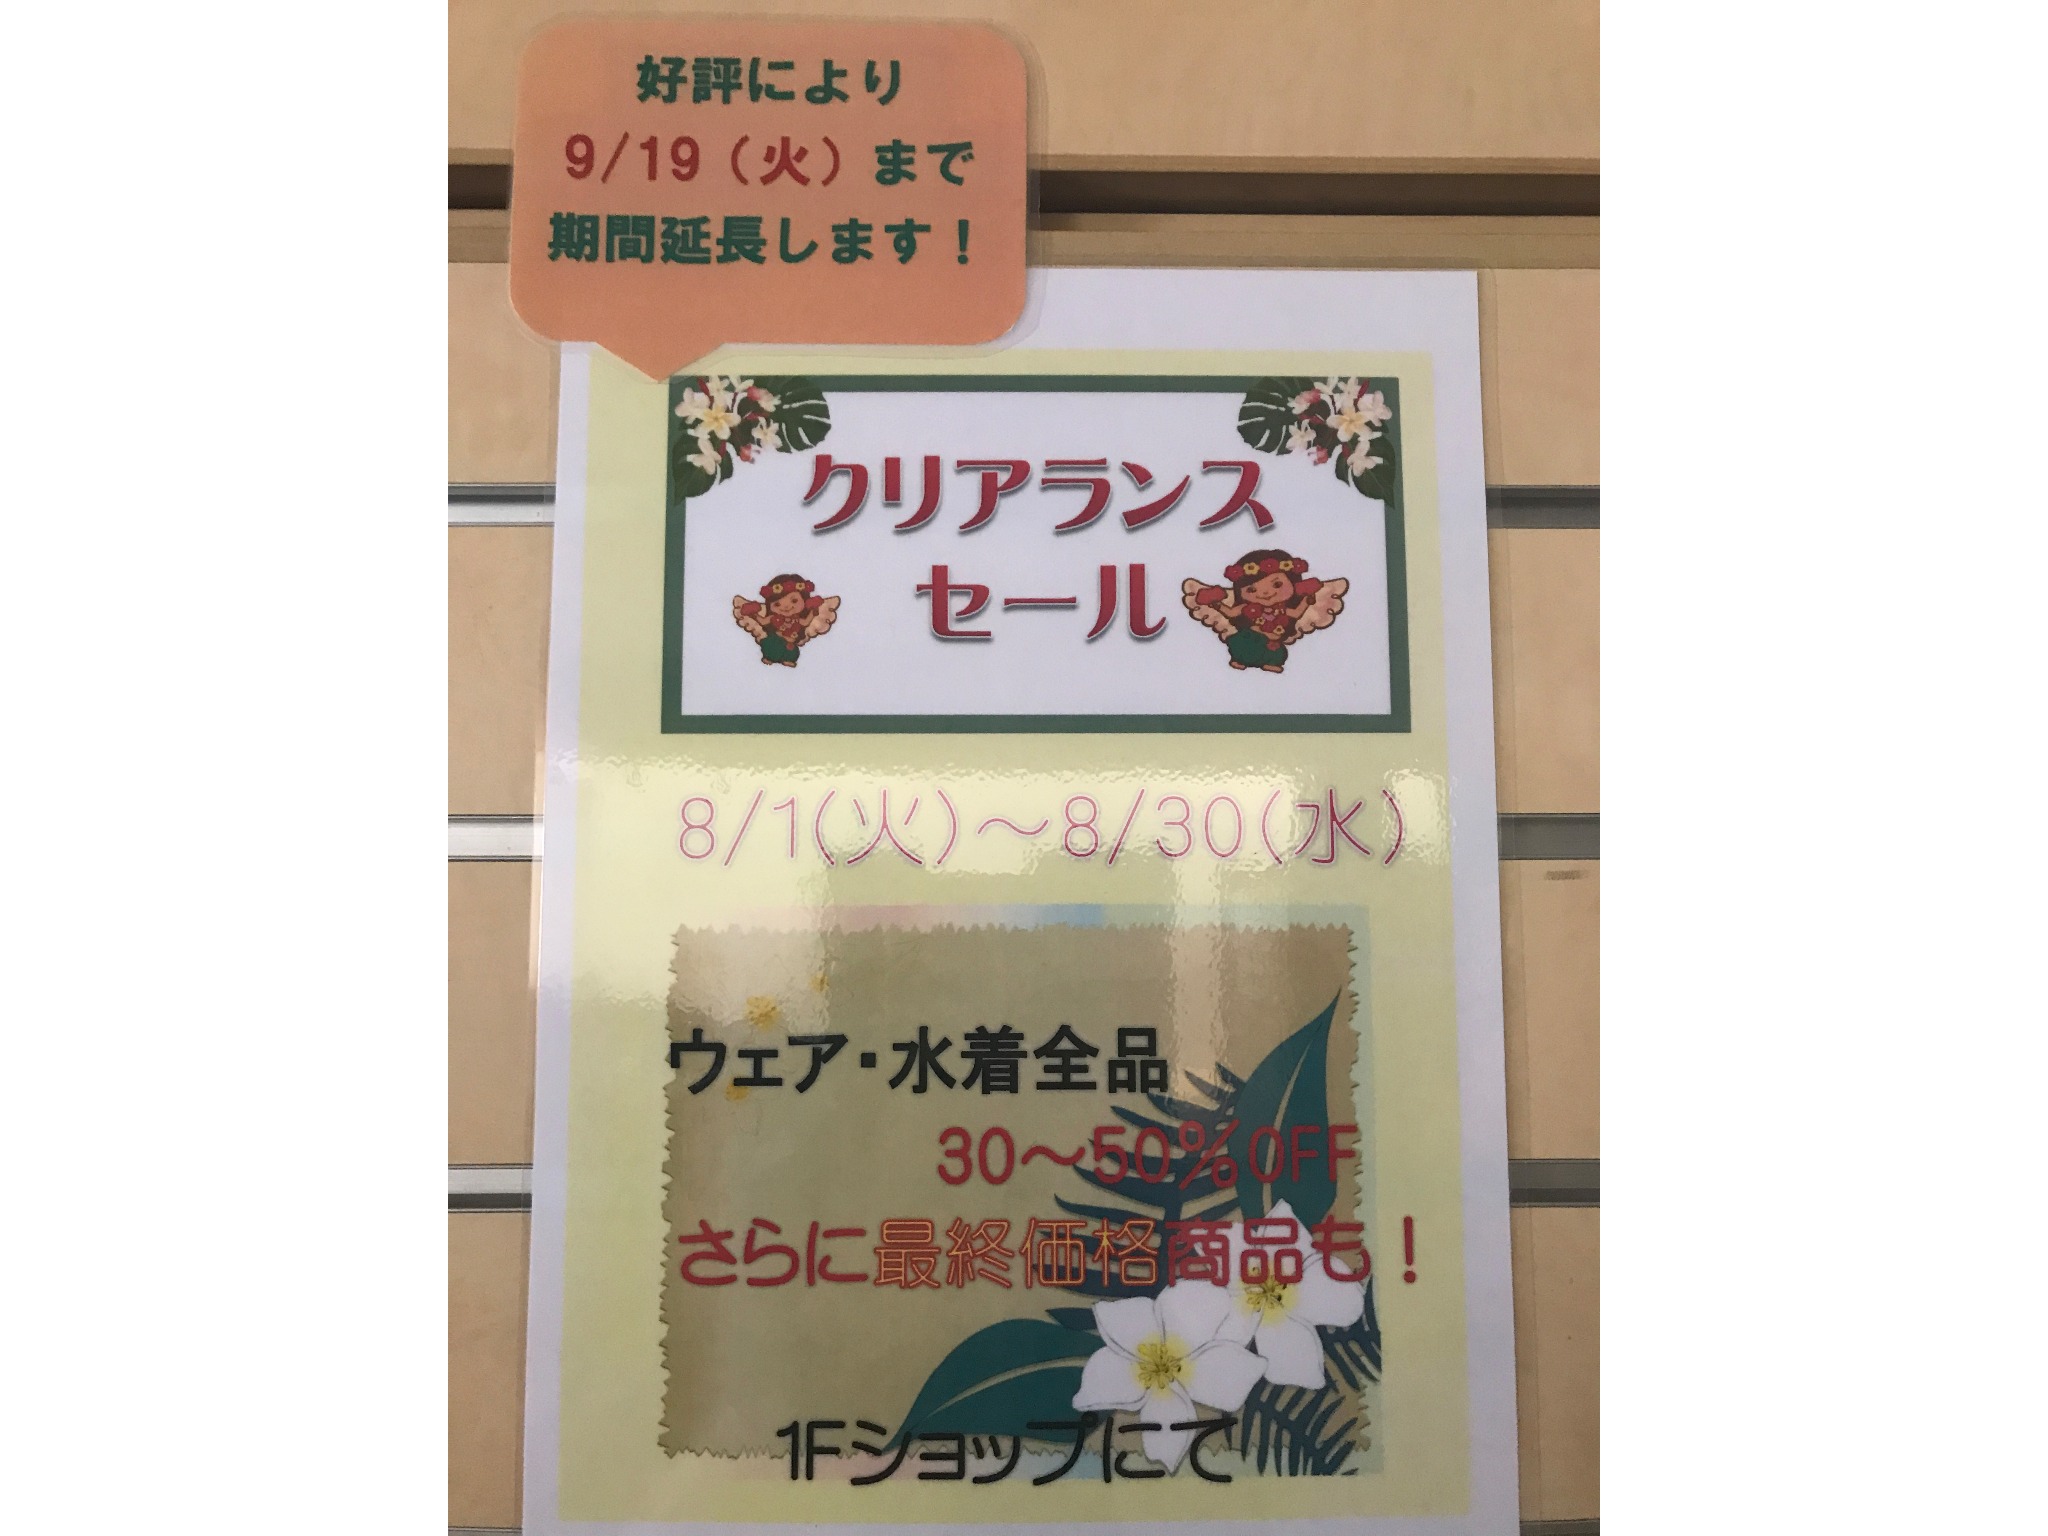 好評により
9/19（火）まで
期間延長します！
クリアランス
セール
8/1(火)～8/30(水)
ウェア・水着全品
30～50％OFF
さらに最終価格商品も！
1Fショップにて